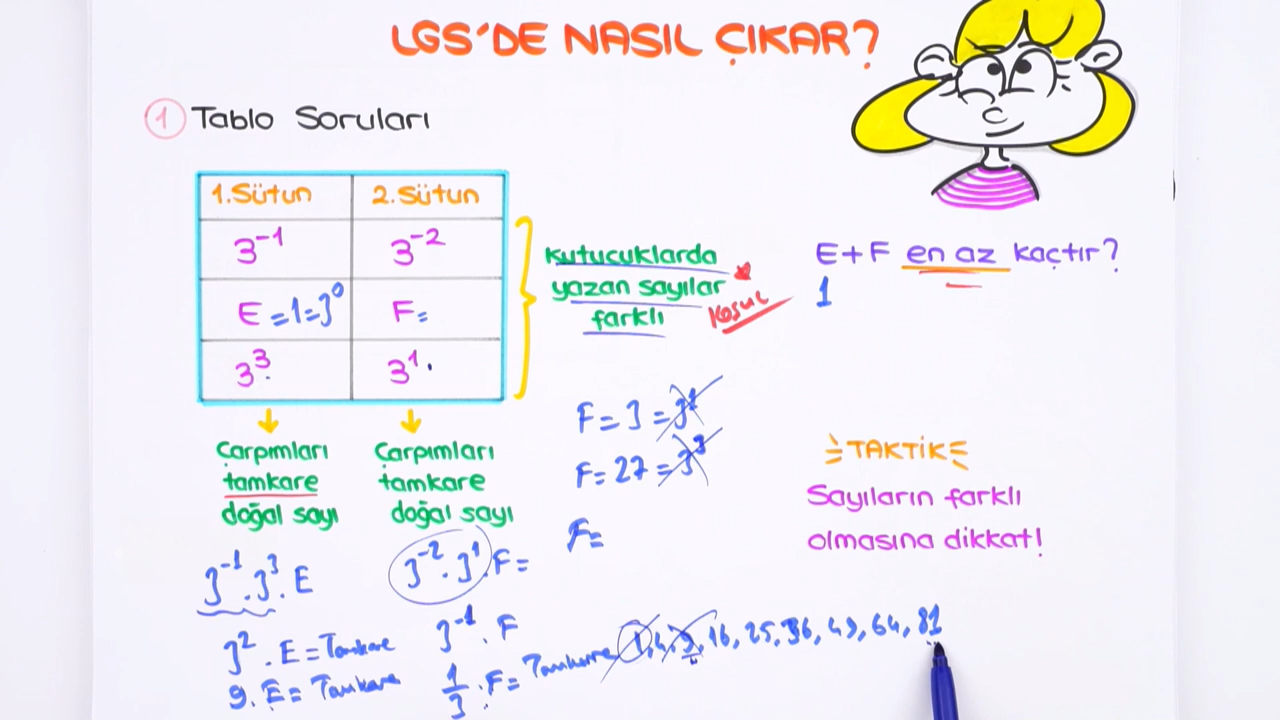 LGS'DE NASIL ÇIKAR?
1 Tablo Soruları
1.Sütun 2.Sütun
3⁻¹ 3⁻²
E =1=3⁰ F=
3³ 3¹
Çarpımları
tamkare
doğal sayı
Çarpımları
tamkare
doğal sayı
Kutucuklarda
yazan sayılar
farklı
Koşul
E+F en az kaçtır?
1
F= 3 = 3¹
F= 27 = 3³
F=
TAKTİK
Sayıların farklı
olmasına dikkat!
3⁻¹.3³.E
3².E=Tamkare
9.E= Tamkare
3⁻².3¹.F=
3⁻¹.F
1/3.F= Tamkare 1,4,9,16,25,36,49,64,81